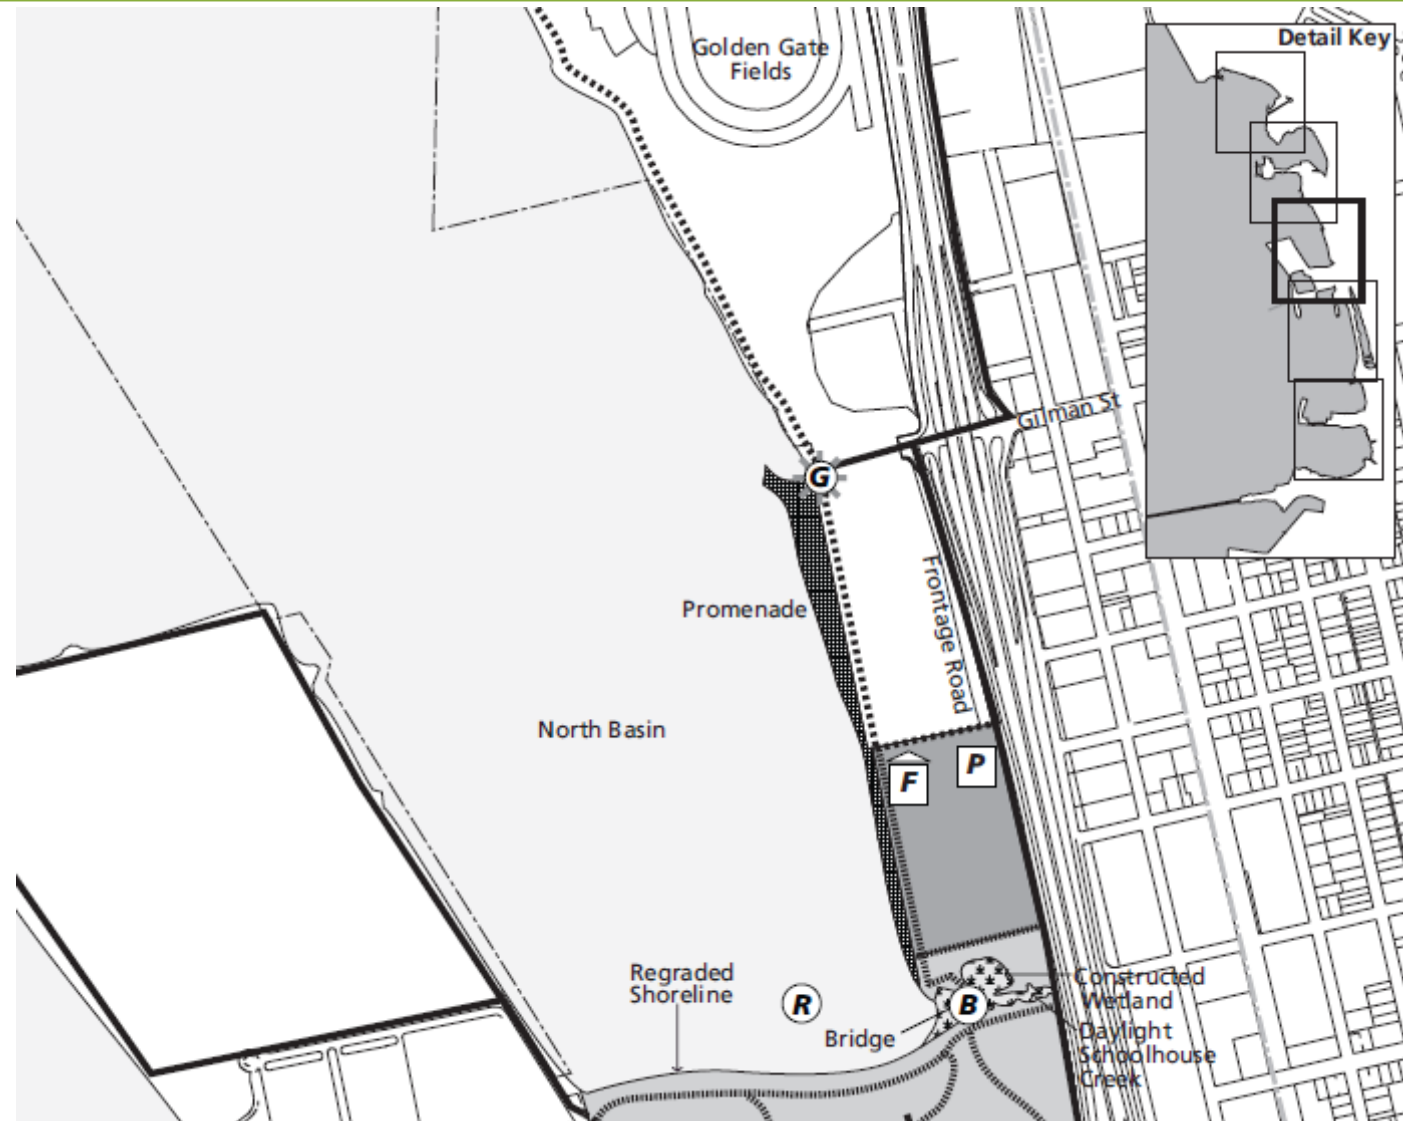 Golden Gate
Fields
Detail Key
Gilman St
G
Promenade
Frontage Road
North Basin
F
P
Regraded
Shoreline
R
B
Bridge
Constructed
Wetland
Daylight
Schoolhouse
Creek